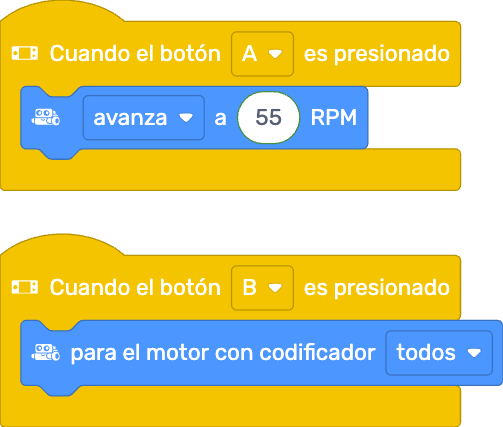 Cuando el botón A es presionado
avanza a 55 RPM
Cuando el botón B es presionado
para el motor con codificador todos